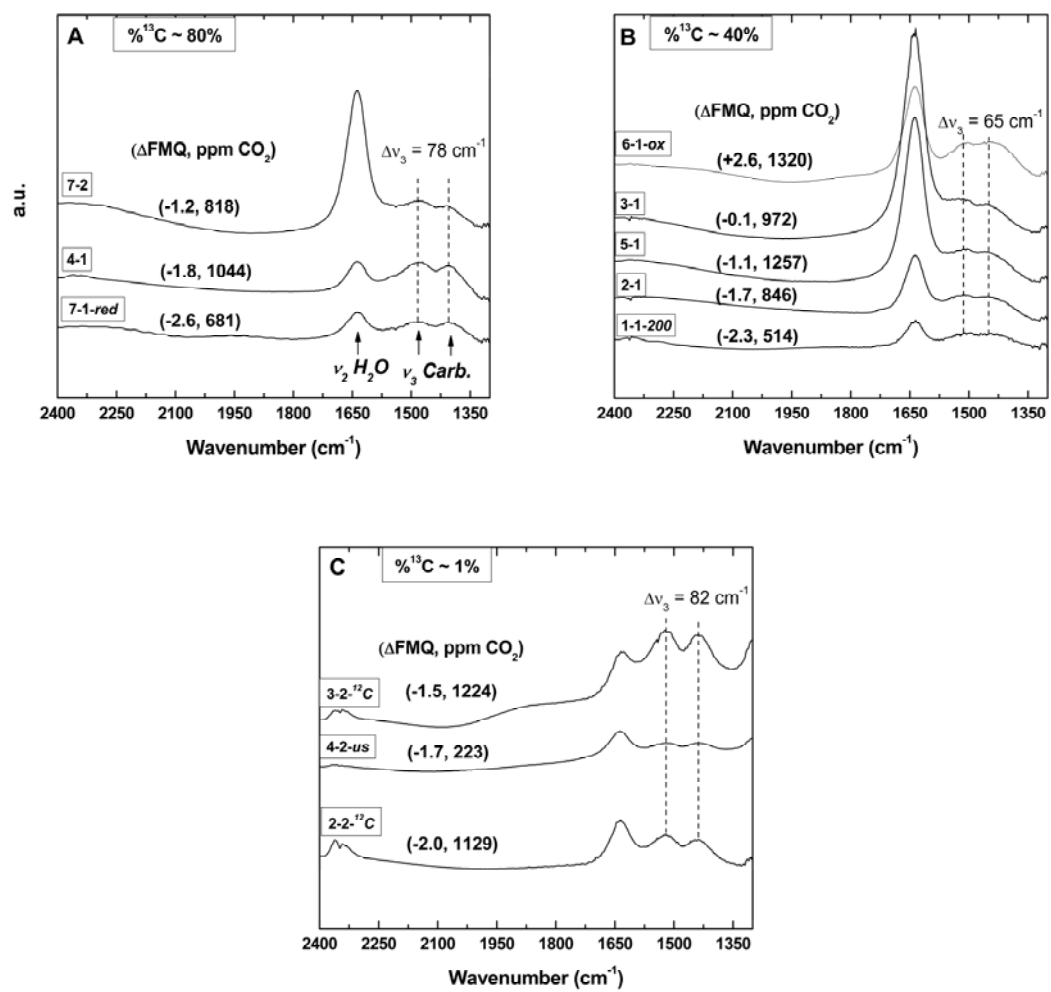 A
%¹³C ~ 80%
(ΔFMQ, ppm CO₂)
Δν₃ = 78 cm⁻¹
7-2
(-1.2, 818)
4-1
(-1.8, 1044)
7-1-red
(-2.6, 681)
ν₂ H₂O
ν₃ Carb.
a.u.
2400 2250 2100 1950 1800 1650 1500 1350
Wavenumber (cm⁻¹)
B
%¹³C ~ 40%
(ΔFMQ, ppm CO₂)
Δν₃ = 65 cm⁻¹
6-1-ox
(+2.6, 1320)
3-1
(-0.1, 972)
5-1
(-1.1, 1257)
2-1
(-1.7, 846)
1-1-200
(-2.3, 514)
2400 2250 2100 1950 1800 1650 1500 1350
Wavenumber (cm⁻¹)
C
%¹³C ~ 1%
Δν₃ = 82 cm⁻¹
(ΔFMQ, ppm CO₂)
3-2-¹²C
(-1.5, 1224)
4-2-us
(-1.7, 223)
2-2-¹²C
(-2.0, 1129)
2400 2250 2100 1950 1800 1650 1500 1350
Wavenumber (cm⁻¹)